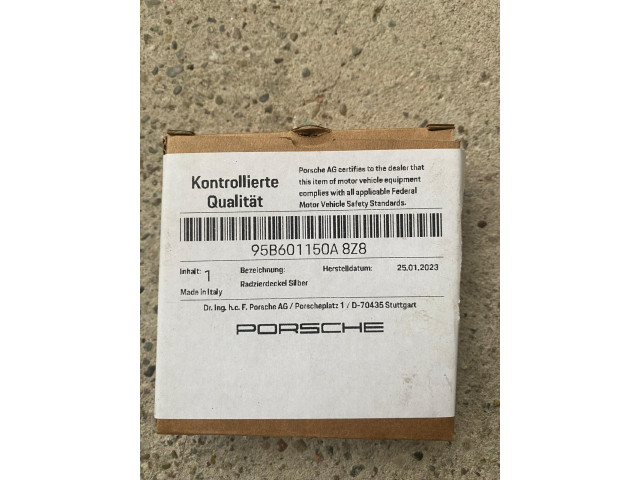 Kontrollierte
Qualität
Porsche AG certifies to the dealer that
this item of motor vehicle equipment
complies with all applicable Federal
Motor Vehicle Safety Standards.
95B601150A 8Z8
Inhalt: 1 Bezeichnung: Herstelldatum: 25.01.2023
Made in Italy Radzierdeckel Silber
Dr. Ing. h.c. F. Porsche AG / Porscheplatz 1 / D-70435 Stuttgart
PORSCHE